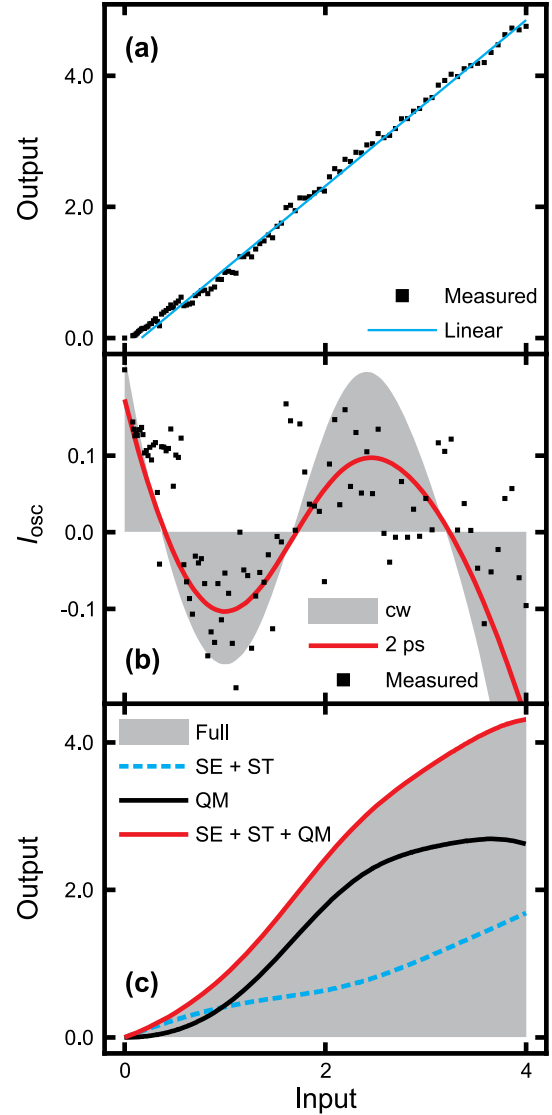 (a)
4.0
2.0
0.0
Output
Measured
Linear
0.1
0.0
-0.1
Iosc
cw
2 ps
Measured
(b)
Full
SE + ST
QM
SE + ST + QM
4.0
2.0
0.0
Output
(c)
0 2 4
Input